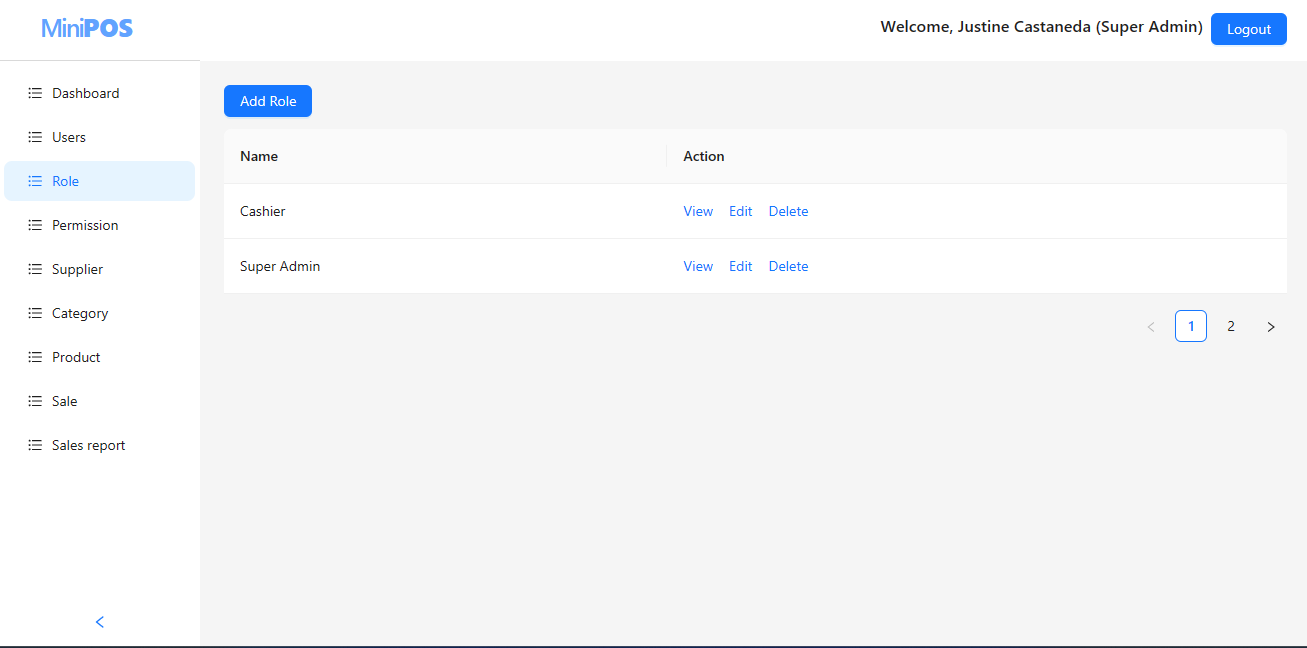 MiniPOS
Welcome, Justine Castaneda (Super Admin)
Logout
Dashboard
Users
Role
Permission
Supplier
Category
Product
Sale
Sales report
Add Role
Name Action
Cashier View Edit Delete
Super Admin View Edit Delete
< 1 2 >
<